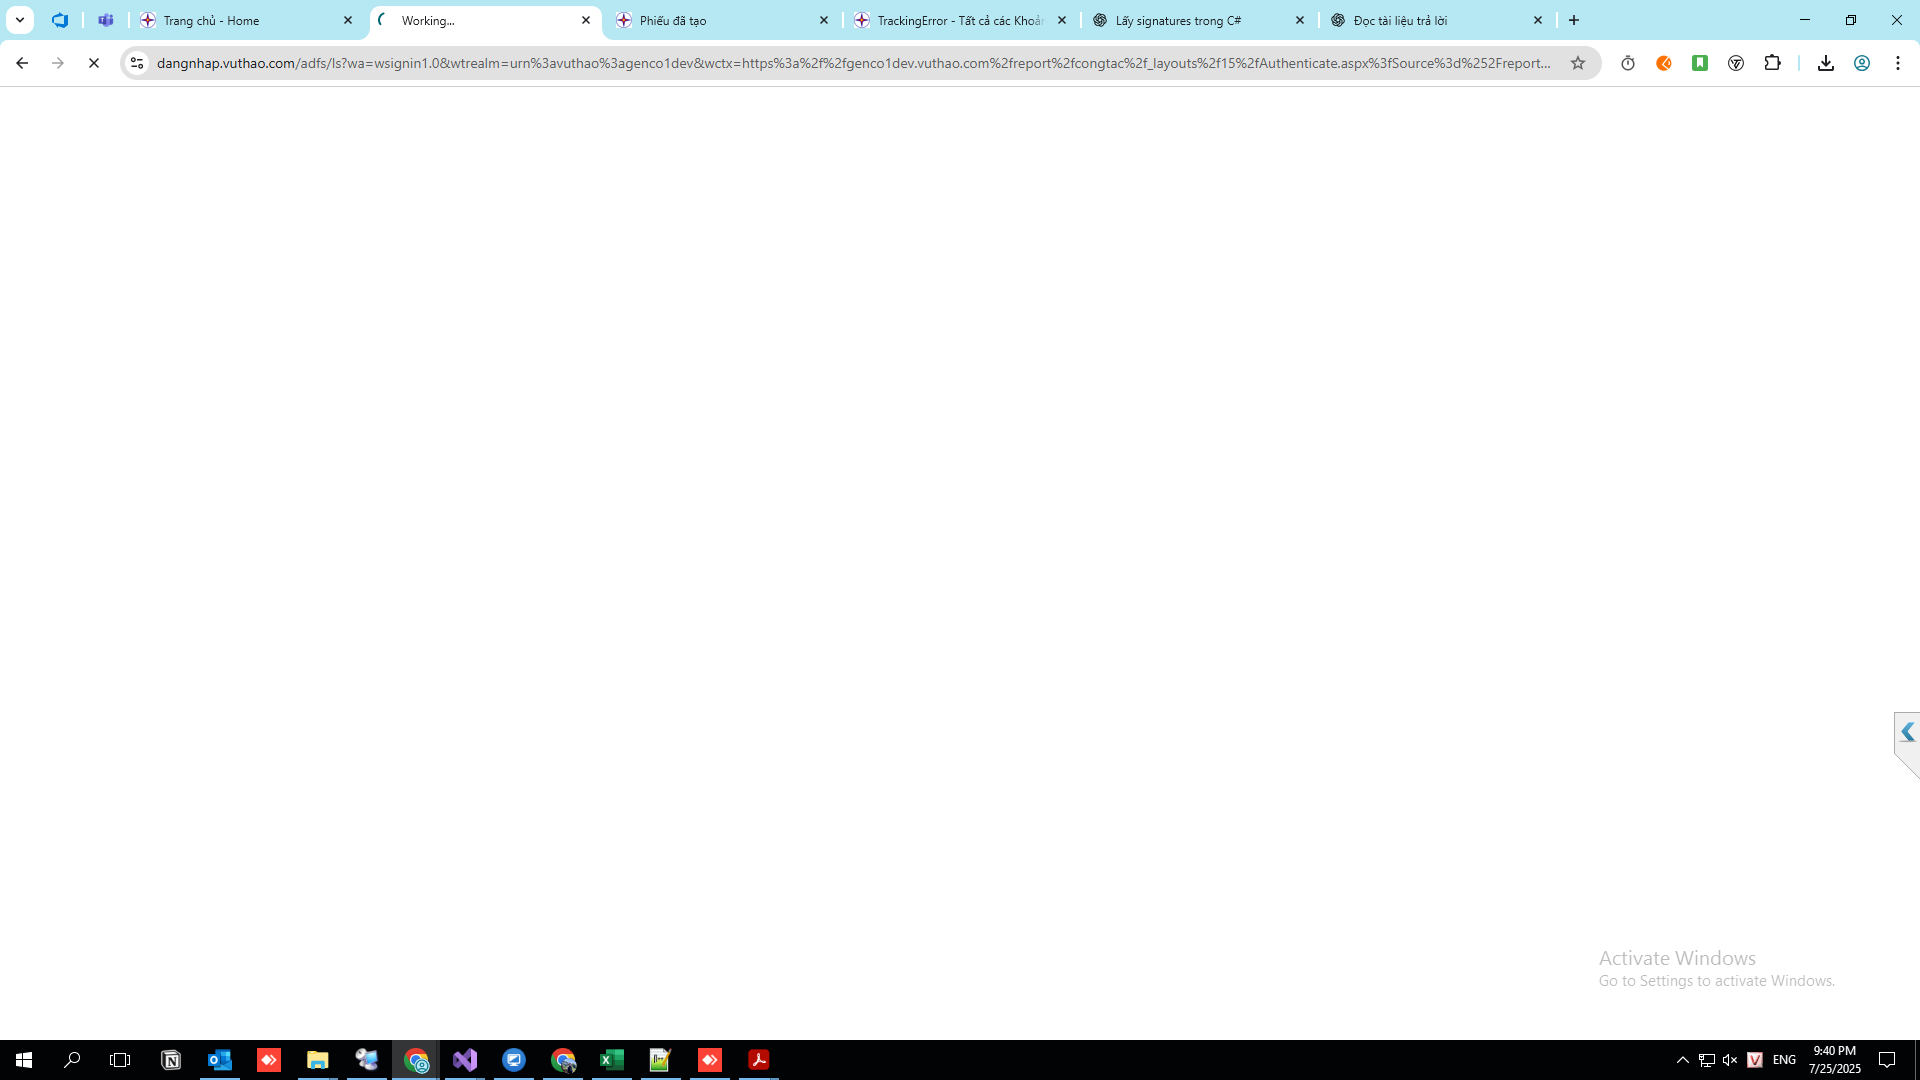 Trang chủ - Home
Working...
Phiếu đã tạo
TrackingError - Tất cả các Khoản
Lấy signatures trong C#
Đọc tài liệu trả lời
dangnhap.vuthao.com/adfs/ls?wa=wsignin1.0&wtrealm=urn%3avuthao%3agenco1dev&wctx=https%3a%2f%2fgenco1dev.vuthao.com%2freport%2fcongtac%2f_layouts%2f15%2fAuthenticate.aspx%3fSource%3d%252Freport...
Activate Windows
Go to Settings to activate Windows.
ENG
9:40 PM
7/25/2025